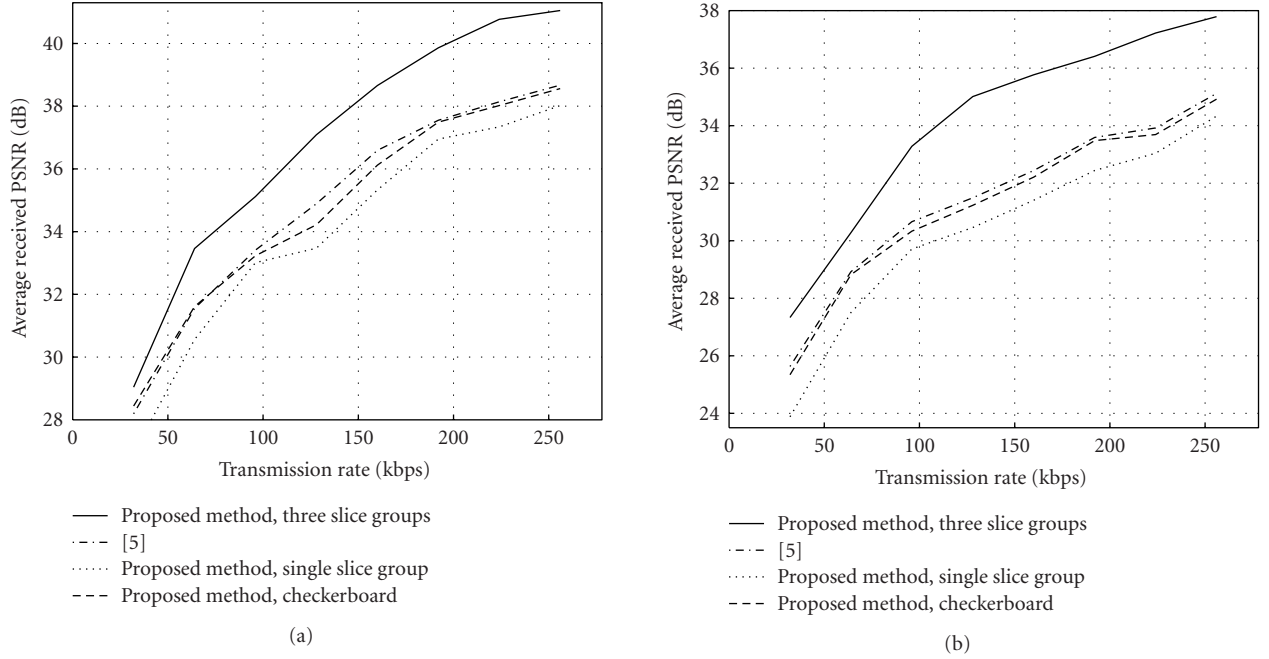 40
38
36
34
32
30
28
0
50
100
150
200
250
Average received PSNR (dB)
Transmission rate (kbps)
Proposed method, three slice groups
[5]
Proposed method, single slice group
Proposed method, checkerboard
(a)
38
36
34
32
30
28
26
24
0
50
100
150
200
250
Average received PSNR (dB)
Transmission rate (kbps)
Proposed method, three slice groups
[5]
Proposed method, single slice group
Proposed method, checkerboard
(b)